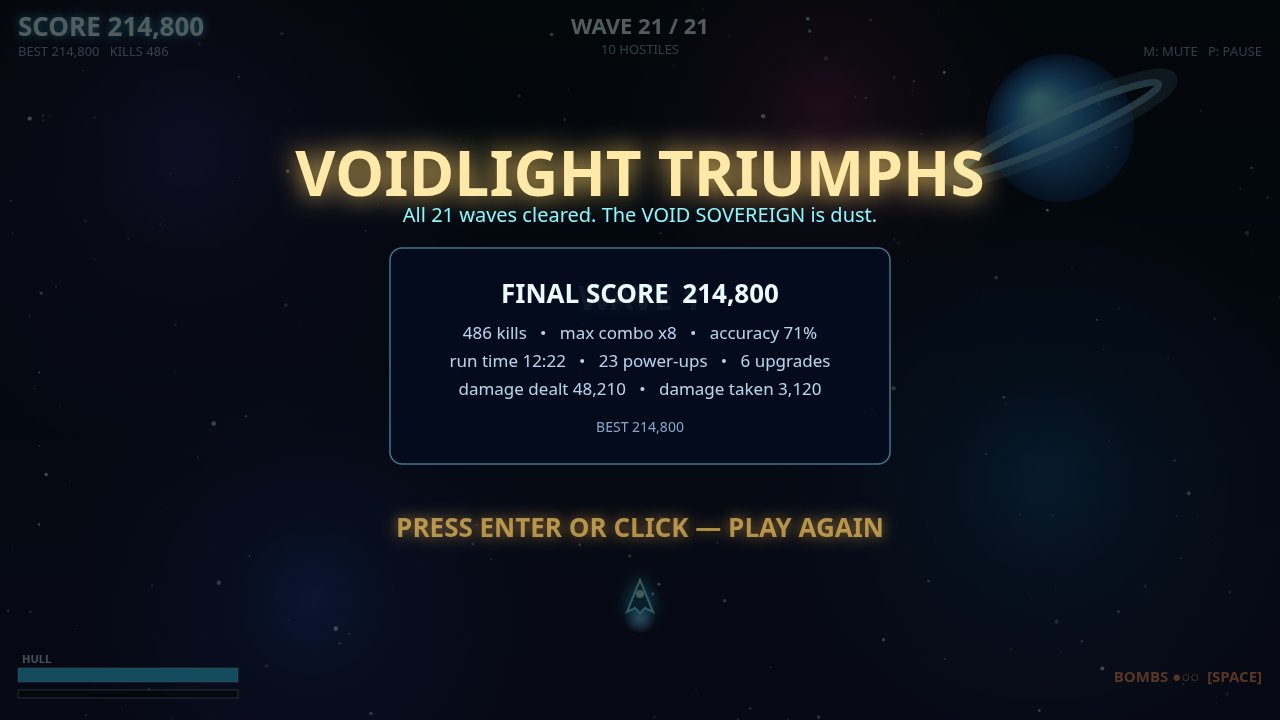 SCORE 214,800
WAVE 21 / 21
BEST 214,800 KILLS 486
10 HOSTILES
M: MUTE P: PAUSE
VOIDLIGHT TRIUMPHS
All 21 waves cleared. The VOID SOVEREIGN is dust.
FINAL SCORE 214,800
486 kills • max combo x8 • accuracy 71%
run time 12:22 • 23 power-ups • 6 upgrades
damage dealt 48,210 • damage taken 3,120
BEST 214,800
PRESS ENTER OR CLICK — PLAY AGAIN
HULL
BOMBS ●○○ [SPACE]